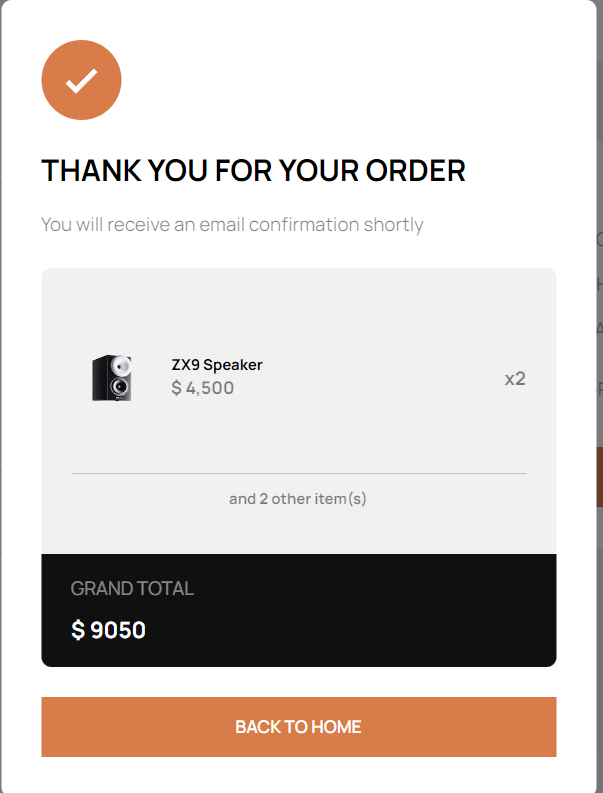 THANK YOU FOR YOUR ORDER
You will receive an email confirmation shortly
ZX9 Speaker
$ 4,500
x2
and 2 other item(s)
GRAND TOTAL
$ 9050
BACK TO HOME